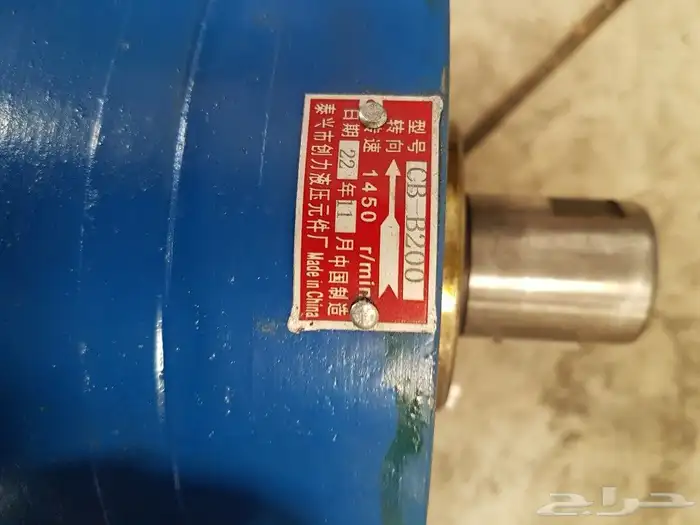 型号 CB-B200
转向
转速 1450 r/min
日期 22 年 11 月 中国制造
泰兴市创力液压元件厂 Made in China
حراج